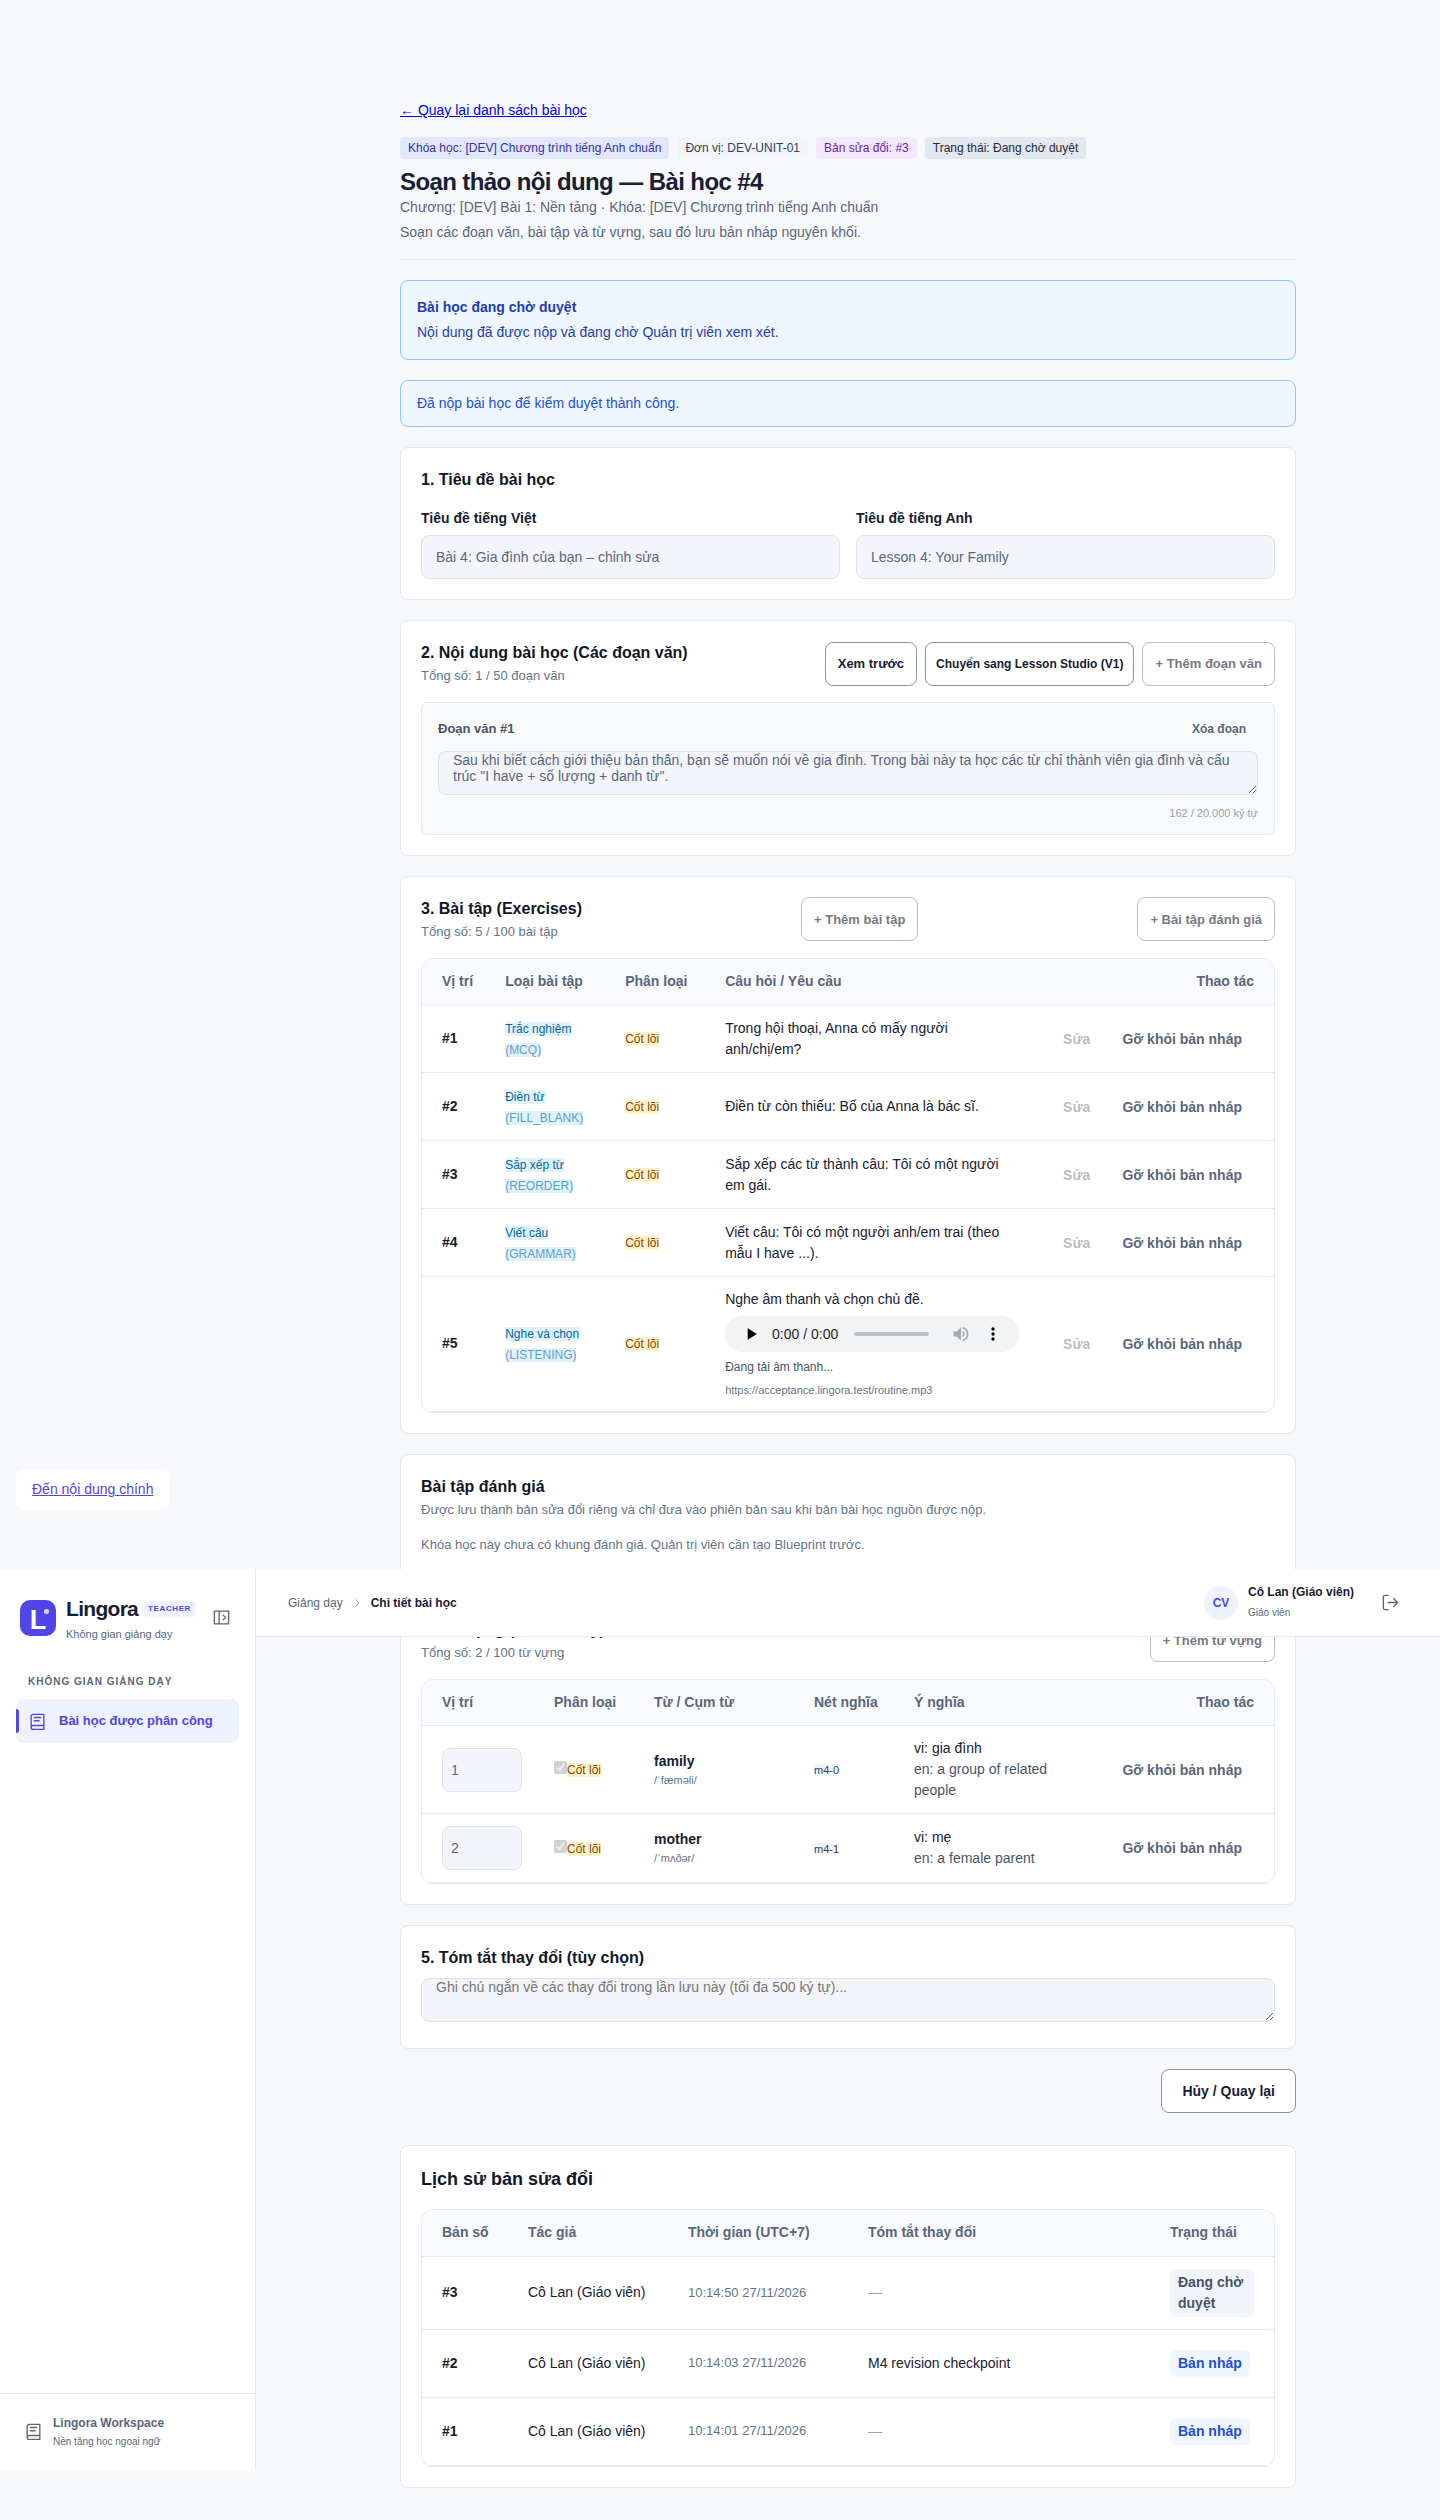 ← Quay lại danh sách bài học
Khóa học: [DEV] Chương trình tiếng Anh chuẩn
Đơn vị: DEV-UNIT-01
Bản sửa đổi: #3
Trạng thái: Đang chờ duyệt
Soạn thảo nội dung — Bài học #4
Chương: [DEV] Bài 1: Nền tảng · Khóa: [DEV] Chương trình tiếng Anh chuẩn
Soạn các đoạn văn, bài tập và từ vựng, sau đó lưu bản nháp nguyên khối.
Bài học đang chờ duyệt
Nội dung đã được nộp và đang chờ Quản trị viên xem xét.
Đã nộp bài học để kiểm duyệt thành công.
1. Tiêu đề bài học
Tiêu đề tiếng Việt
Tiêu đề tiếng Anh
Bài 4: Gia đình của bạn – chỉnh sửa
Lesson 4: Your Family
2. Nội dung bài học (Các đoạn văn)
Tổng số: 1 / 50 đoạn văn
Xem trước
Chuyển sang Lesson Studio (V1)
+ Thêm đoạn văn
Đoạn văn #1
Xóa đoạn
Sau khi biết cách giới thiệu bản thân, bạn sẽ muốn nói về gia đình. Trong bài này ta học các từ chỉ thành viên gia đình và cấu
trúc "I have + số lượng + danh từ".
162 / 20.000 ký tự
3. Bài tập (Exercises)
Tổng số: 5 / 100 bài tập
+ Thêm bài tập
+ Bài tập đánh giá
Vị trí
Loại bài tập
Phân loại
Câu hỏi / Yêu cầu
Thao tác
#1
Trắc nghiệm
(MCQ)
Cốt lõi
Trong hội thoại, Anna có mấy người
anh/chị/em?
Sửa
Gỡ khỏi bản nháp
#2
Điền từ
(FILL_BLANK)
Cốt lõi
Điền từ còn thiếu: Bố của Anna là bác sĩ.
Sửa
Gỡ khỏi bản nháp
#3
Sắp xếp từ
(REORDER)
Cốt lõi
Sắp xếp các từ thành câu: Tôi có một người
em gái.
Sửa
Gỡ khỏi bản nháp
#4
Viết câu
(GRAMMAR)
Cốt lõi
Viết câu: Tôi có một người anh/em trai (theo
mẫu I have ...).
Sửa
Gỡ khỏi bản nháp
#5
Nghe và chọn
(LISTENING)
Cốt lõi
Nghe âm thanh và chọn chủ đề.
0:00 / 0:00
Đang tải âm thanh...
https://acceptance.lingora.test/routine.mp3
Sửa
Gỡ khỏi bản nháp
Bài tập đánh giá
Được lưu thành bản sửa đổi riêng và chỉ đưa vào phiên bản sau khi bản bài học nguồn được nộp.
Khóa học này chưa có khung đánh giá. Quản trị viên cần tạo Blueprint trước.
Đến nội dung chính
Lingora
TEACHER
Không gian giảng dạy
KHÔNG GIAN GIẢNG DẠY
Bài học được phân công
Giảng dạy
Chi tiết bài học
CV
Cô Lan (Giáo viên)
Giáo viên
Tổng số: 2 / 100 từ vựng
+ Thêm từ vựng
Vị trí
Phân loại
Từ / Cụm từ
Nét nghĩa
Ý nghĩa
Thao tác
1
Cốt lõi
family
/ˈfæməli/
m4-0
vi: gia đình
en: a group of related
people
Gỡ khỏi bản nháp
2
Cốt lõi
mother
/ˈmʌðər/
m4-1
vi: mẹ
en: a female parent
Gỡ khỏi bản nháp
5. Tóm tắt thay đổi (tùy chọn)
Ghi chú ngắn về các thay đổi trong lần lưu này (tối đa 500 ký tự)...
Hủy / Quay lại
Lịch sử bản sửa đổi
Bản số
Tác giả
Thời gian (UTC+7)
Tóm tắt thay đổi
Trạng thái
#3
Cô Lan (Giáo viên)
10:14:50 27/11/2026
—
Đang chờ
duyệt
#2
Cô Lan (Giáo viên)
10:14:03 27/11/2026
M4 revision checkpoint
Bản nháp
#1
Cô Lan (Giáo viên)
10:14:01 27/11/2026
—
Bản nháp
Lingora Workspace
Nền tảng học ngoại ngữ